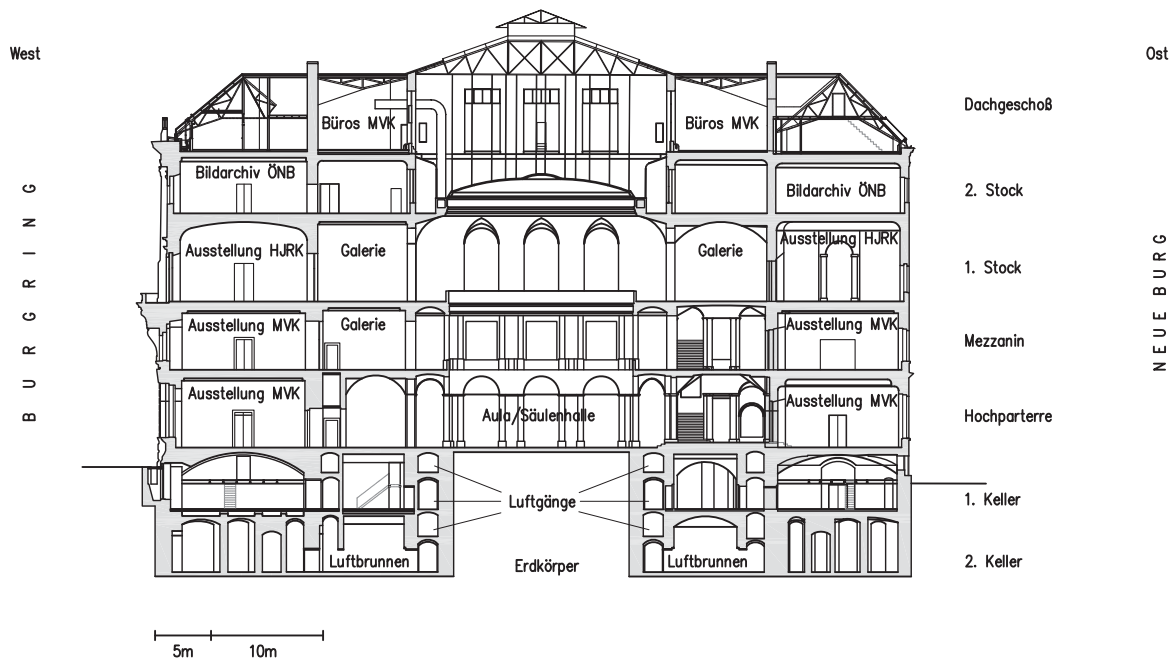 West
Ost
Dachgeschoß
Büros MVK
Büros MVK
Bildarchiv ÖNB
Bildarchiv ÖNB
2. Stock
BURGRING
NEUE BURG
Ausstellung HJRK
Galerie
Galerie
Ausstellung HJRK
1. Stock
Ausstellung MVK
Galerie
Ausstellung MVK
Mezzanin
Ausstellung MVK
Aula/Säulenhalle
Ausstellung MVK
Hochparterre
Luftgänge
1. Keller
Luftbrunnen
Erdkörper
Luftbrunnen
2. Keller
5m
10m